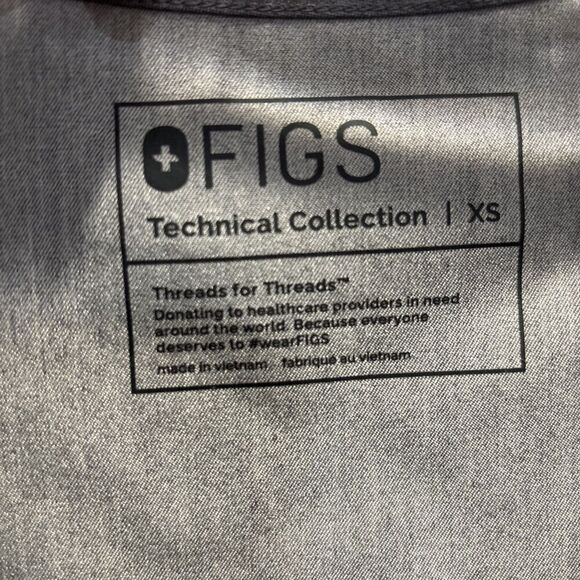 FIGS
Technical Collection | XS
Threads for Threads™
Donating to healthcare providers in need
around the world. Because everyone
deserves to #wearFIGS
made in vietnam fabriqué au vietnam